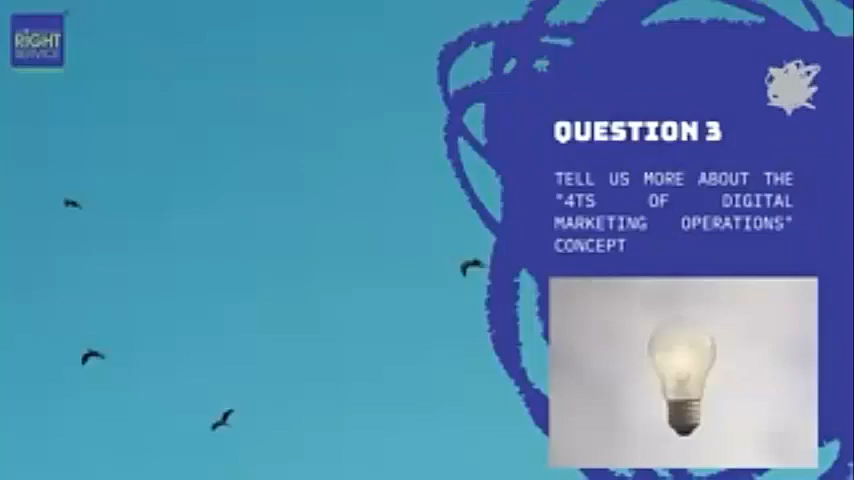 RIGHT
SERVICE
QUESTION 3
TELL US MORE ABOUT THE
"4TS OF DIGITAL
MARKETING OPERATIONS"
CONCEPT